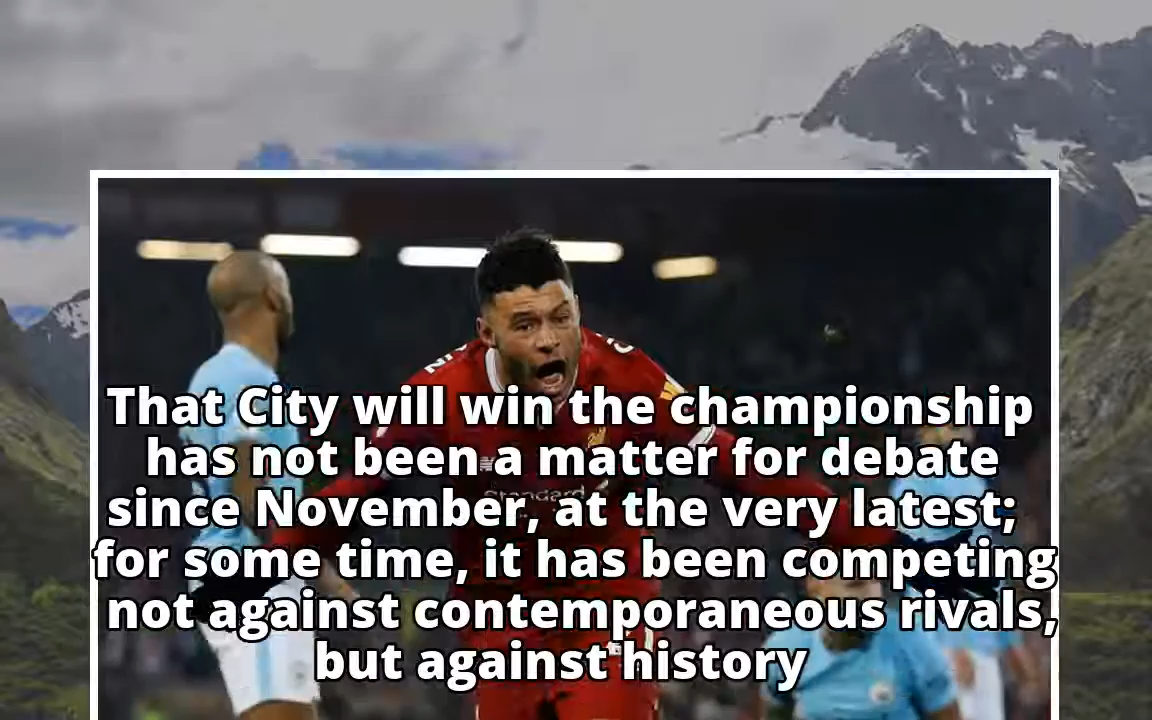 That City will win the championship
has not been a matter for debate
since November, at the very latest;
for some time, it has been competing
not against contemporaneous rivals,
but against history
Standard